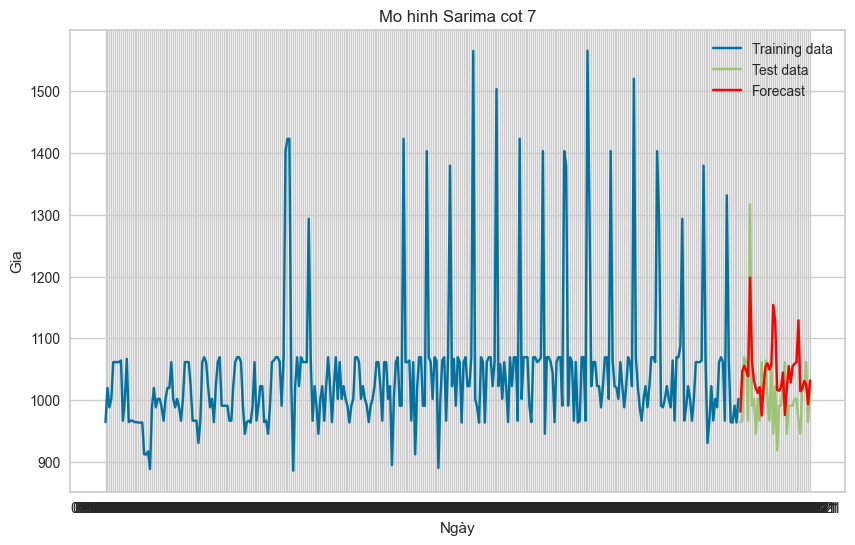 Mo hinh Sarima cot 7
Training data
Test data
Forecast
1500
1400
1300
1200
1100
1000
900
Gia
Ngày